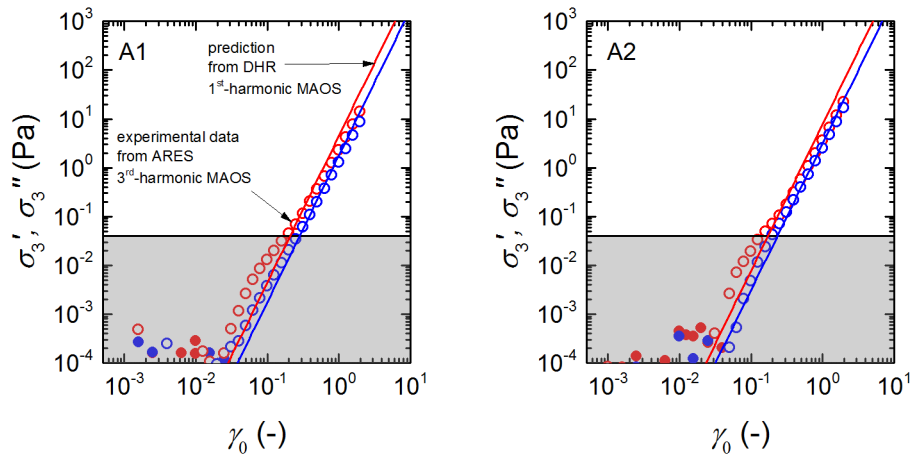 A1
prediction
from DHR
1st-harmonic MAOS
experimental data
from ARES
3rd-harmonic MAOS
σ3', σ3'' (Pa)
10^3
10^2
10^1
10^0
10^-1
10^-2
10^-3
10^-4
10^-3 10^-2 10^-1 10^0 10^1
γ0 (-)
A2
σ3', σ3'' (Pa)
10^3
10^2
10^1
10^0
10^-1
10^-2
10^-3
10^-4
10^-3 10^-2 10^-1 10^0 10^1
γ0 (-)